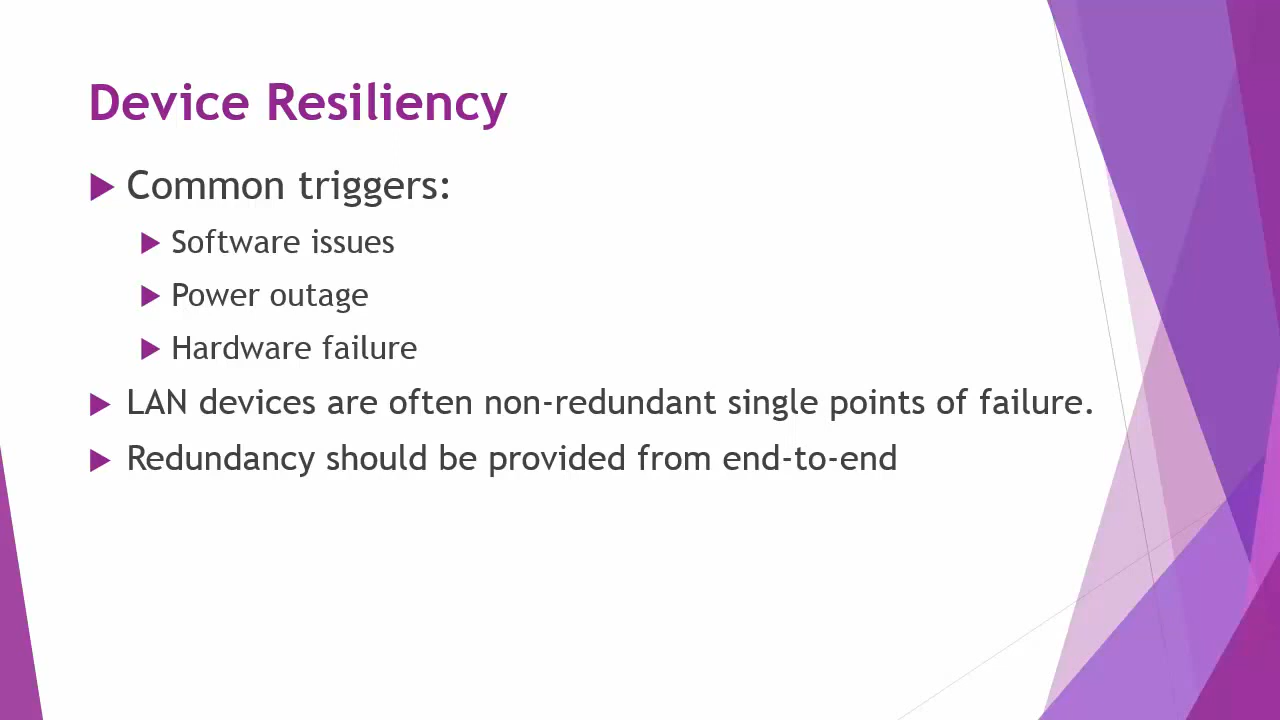 Device Resiliency
Common triggers:
Software issues
Power outage
Hardware failure
LAN devices are often non-redundant single points of failure.
Redundancy should be provided from end-to-end